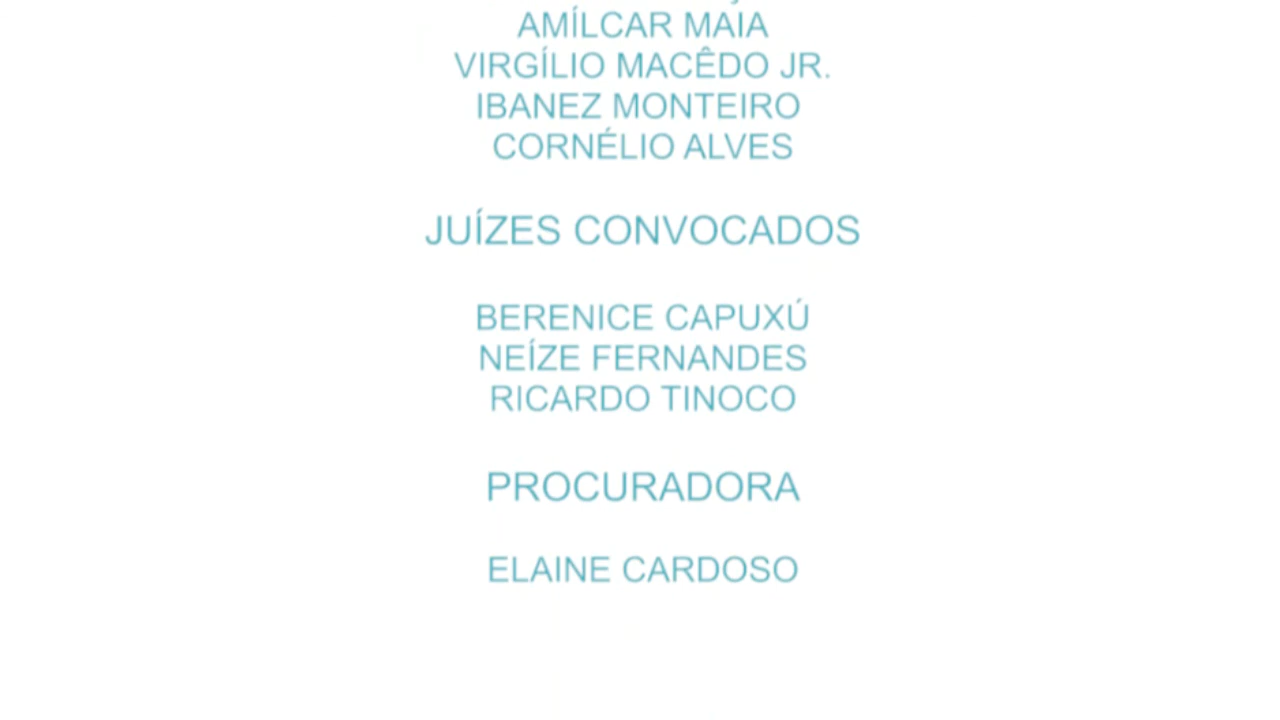 AMÍLCAR MAIA
VIRGÍLIO MACÊDO JR.
IBANEZ MONTEIRO
CORNÉLIO ALVES
JUÍZES CONVOCADOS
BERENICE CAPUXÚ
NEÍZE FERNANDES
RICARDO TINOCO
PROCURADORA
ELAINE CARDOSO